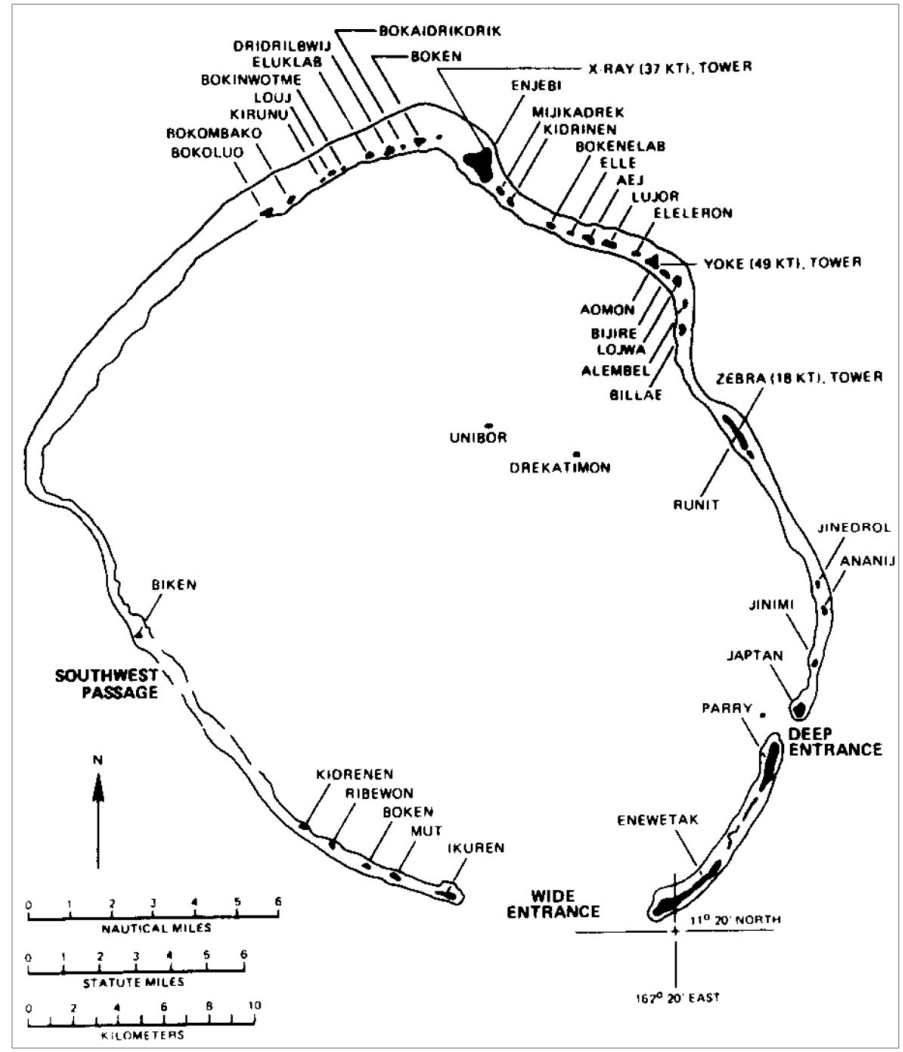 BOKAIDRIKDRIK
DRIDRILBWIJ
BOKEN
ELUKLAB
X-RAY (37 KT), TOWER
BOKINWOTME
ENJEBI
LOUJ
MIJIKADREK
KIRUNU
KIDRINEN
BOKOMBAKO
BOKENELAB
BOKOLUO
ELLE
AEJ
LUJOR
ELELERON
YOKE (49 KT), TOWER
AOMON
BIJIRE
LOJWA
ALEMBEL
ZEBRA (18 KT), TOWER
BILLAE
UNIBOR
DREKATIMON
RUNIT
JINEDROL
ANANIJ
BIKEN
JINIMI
JAPTAN
SOUTHWEST
PASSAGE
PARRY
DEEP
ENTRANCE
N
KIDRENEN
RIBEWON
BOKEN
ENEWETAK
MUT
IKUREN
WIDE
ENTRANCE
0 1 2 3 4 5 6
NAUTICAL MILES
11° 20' NORTH
0 1 2 3 4 5 6
STATUTE MILES
162° 20' EAST
0 2 4 6 8 10
KILOMETERS